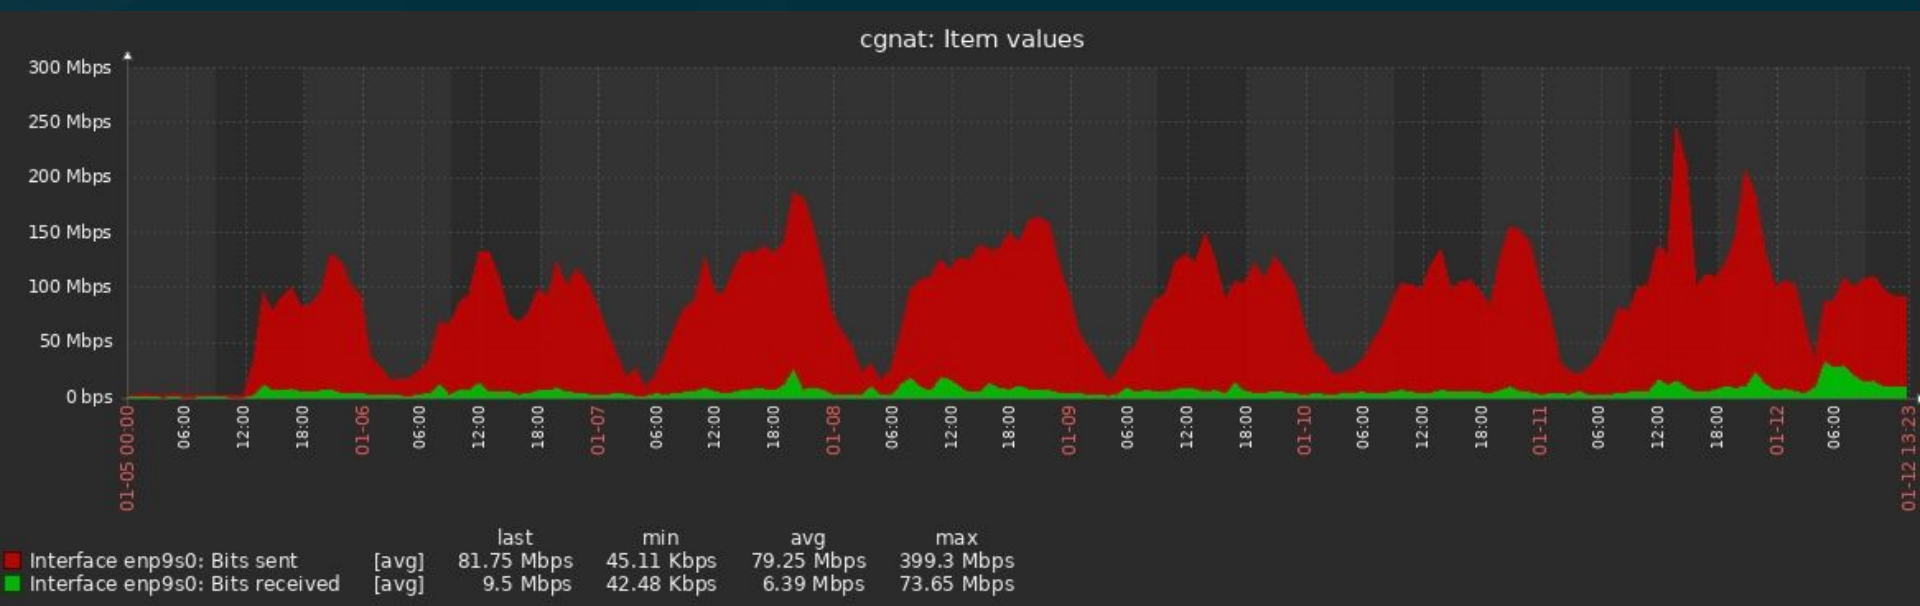 cgnat: Item values
300 Mbps
250 Mbps
200 Mbps
150 Mbps
100 Mbps
50 Mbps
0 bps
01-05 00:00 06:00 12:00 18:00 01-06 06:00 12:00 18:00 01-07 06:00 12:00 18:00 01-08 06:00 12:00 18:00 01-09 06:00 12:00 18:00 01-10 06:00 12:00 18:00 01-11 06:00 12:00 18:00 01-12 06:00 01-12 13:23
last min avg max
Interface enp9s0: Bits sent [avg] 81.75 Mbps 45.11 Kbps 79.25 Mbps 399.3 Mbps
Interface enp9s0: Bits received [avg] 9.5 Mbps 42.48 Kbps 6.39 Mbps 73.65 Mbps